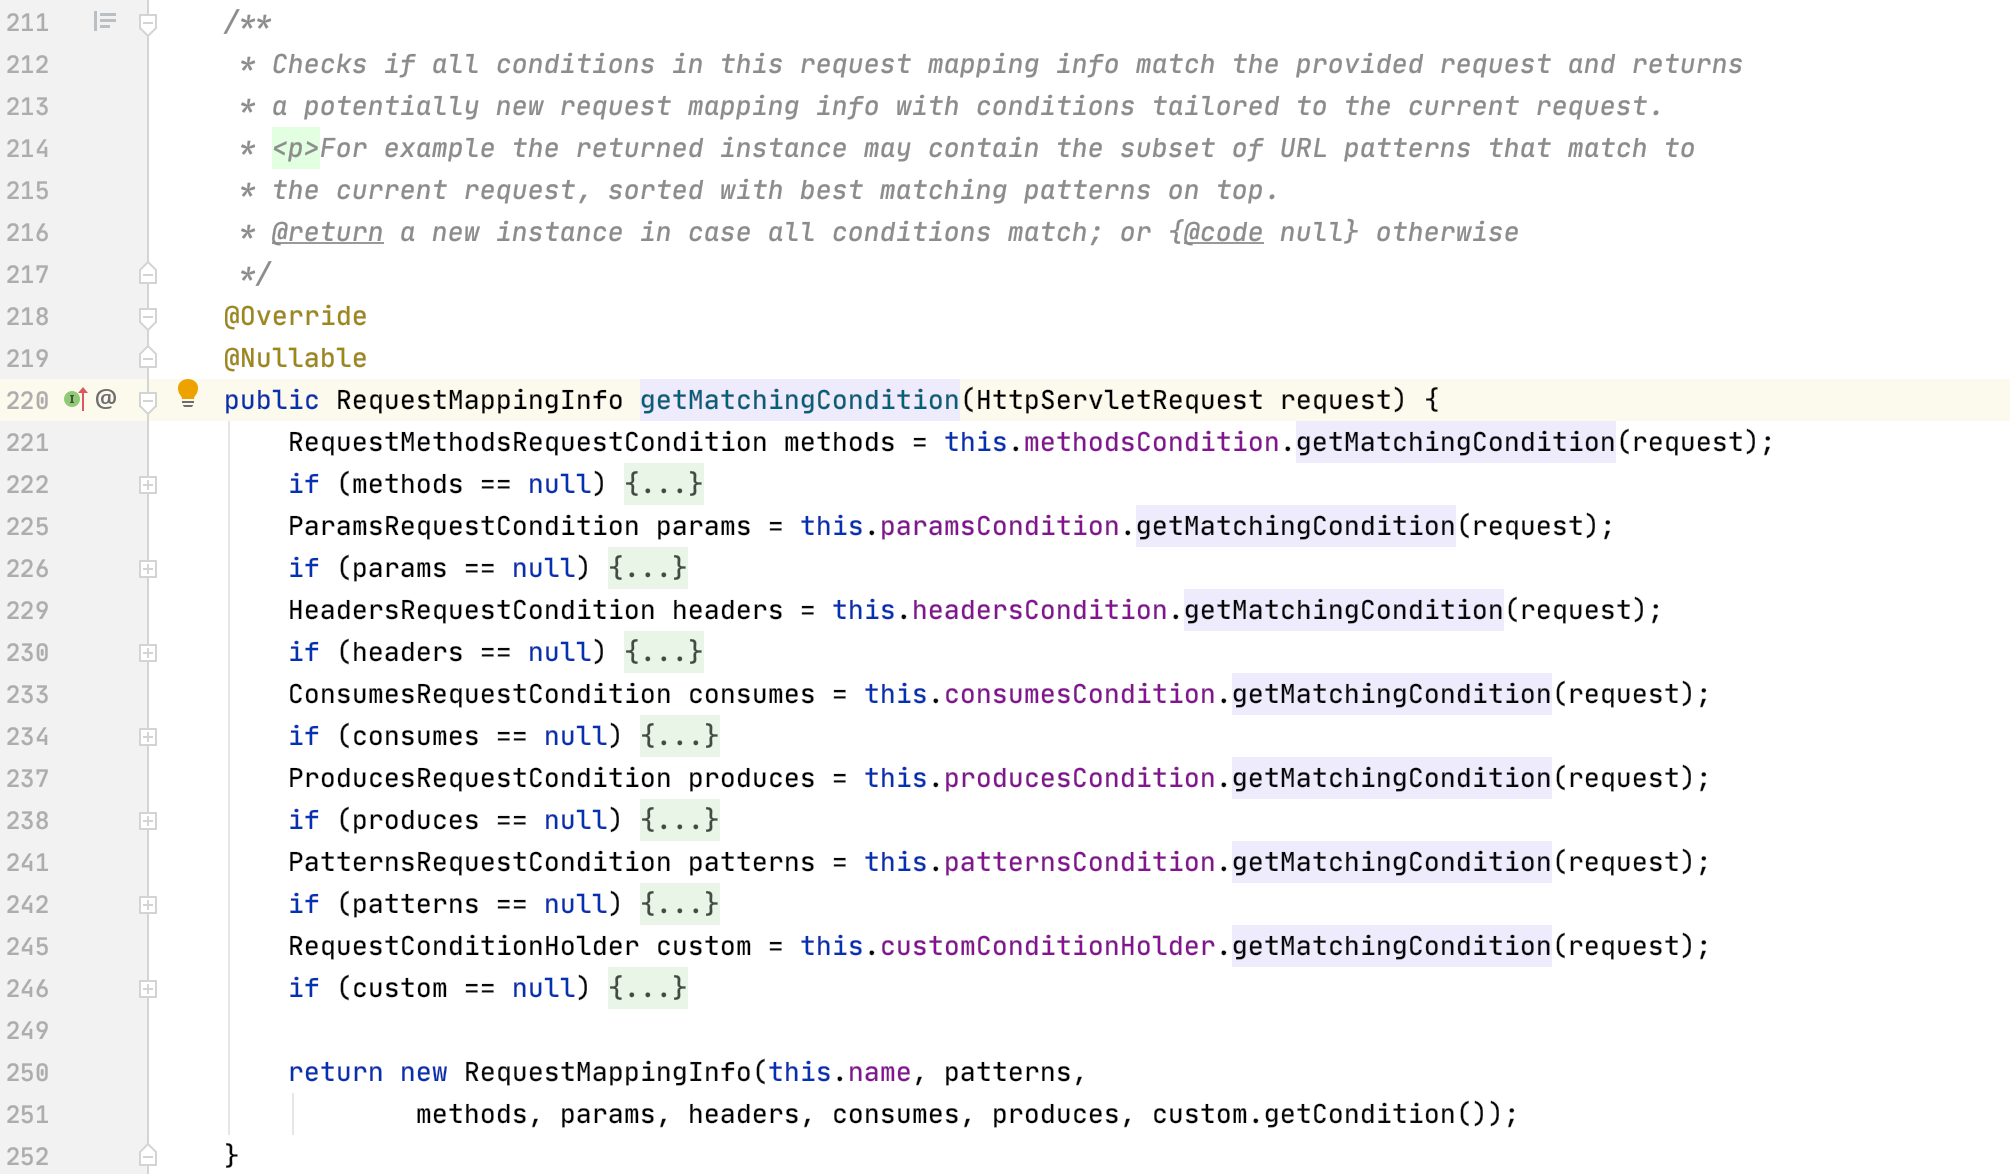 211 /**
212 * Checks if all conditions in this request mapping info match the provided request and returns
213 * a potentially new request mapping info with conditions tailored to the current request.
214 * <p>For example the returned instance may contain the subset of URL patterns that match to
215 * the current request, sorted with best matching patterns on top.
216 * @return a new instance in case all conditions match; or {@code null} otherwise
217 */
218 @Override
219 @Nullable
220 @ public RequestMappingInfo getMatchingCondition(HttpServletRequest request) {
221 RequestMethodsRequestCondition methods = this.methodsCondition.getMatchingCondition(request);
222 if (methods == null) {...}
225 ParamsRequestCondition params = this.paramsCondition.getMatchingCondition(request);
226 if (params == null) {...}
229 HeadersRequestCondition headers = this.headersCondition.getMatchingCondition(request);
230 if (headers == null) {...}
233 ConsumesRequestCondition consumes = this.consumesCondition.getMatchingCondition(request);
234 if (consumes == null) {...}
237 ProducesRequestCondition produces = this.producesCondition.getMatchingCondition(request);
238 if (produces == null) {...}
241 PatternsRequestCondition patterns = this.patternsCondition.getMatchingCondition(request);
242 if (patterns == null) {...}
245 RequestConditionHolder custom = this.customConditionHolder.getMatchingCondition(request);
246 if (custom == null) {...}
249
250 return new RequestMappingInfo(this.name, patterns,
251 methods, params, headers, consumes, produces, custom.getCondition());
252 }